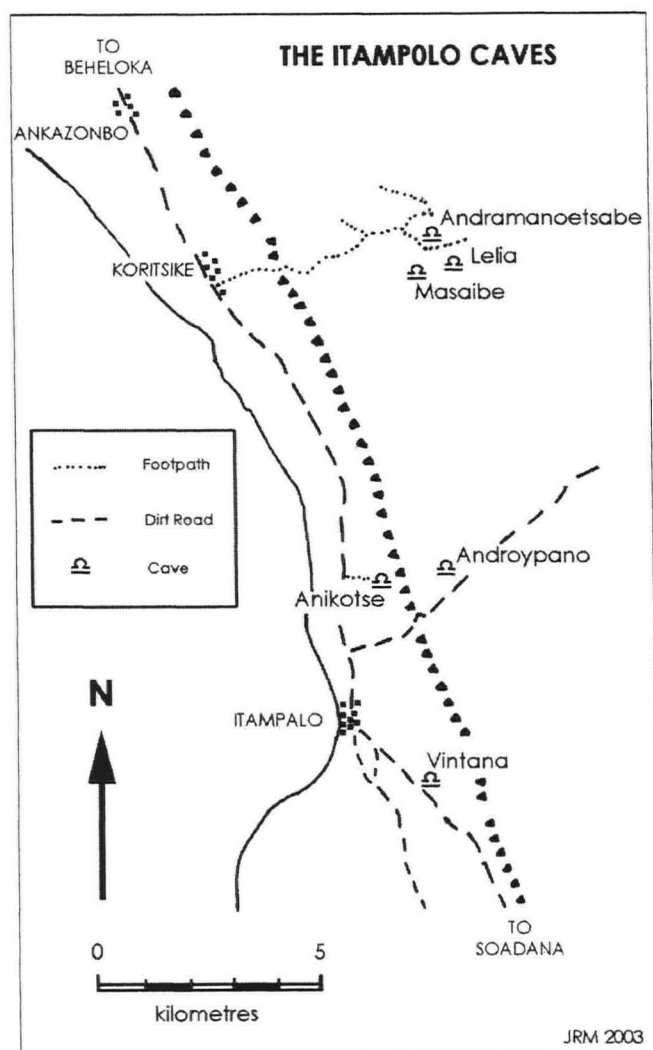 THE ITAMP0LO CAVES
TO
BEHELOKA
ANKAZONBO
Andramanoetsabe
Lelia
Masaibe
KORITSIKE
Footpath
Dirt Road
Cave
Androypano
Anikotse
N
ITAMPALO
Vintana
TO
SOADANA
0 5
kilometres
JRM 2003